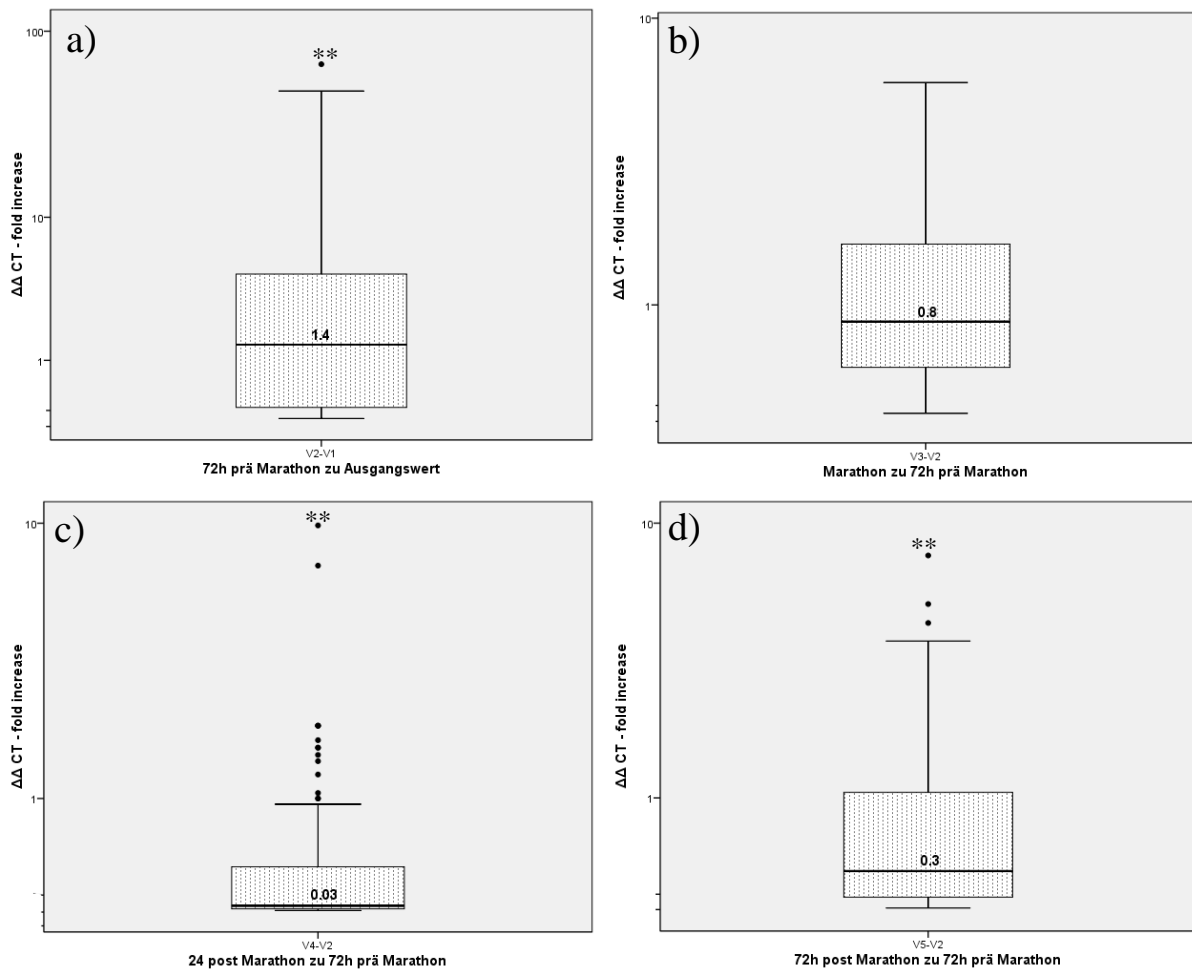 a)
**
100
10
1
1.4
ΔΔ CT - fold increase
V2-V1
72h prä Marathon zu Ausgangswert
b)
10
1
0.8
ΔΔ CT - fold increase
V3-V2
Marathon zu 72h prä Marathon
c)
**
10
1
0.03
ΔΔ CT - fold increase
V4-V2
24 post Marathon zu 72h prä Marathon
d)
**
10
1
0.3
ΔΔ CT - fold increase
V5-V2
72h post Marathon zu 72h prä Marathon